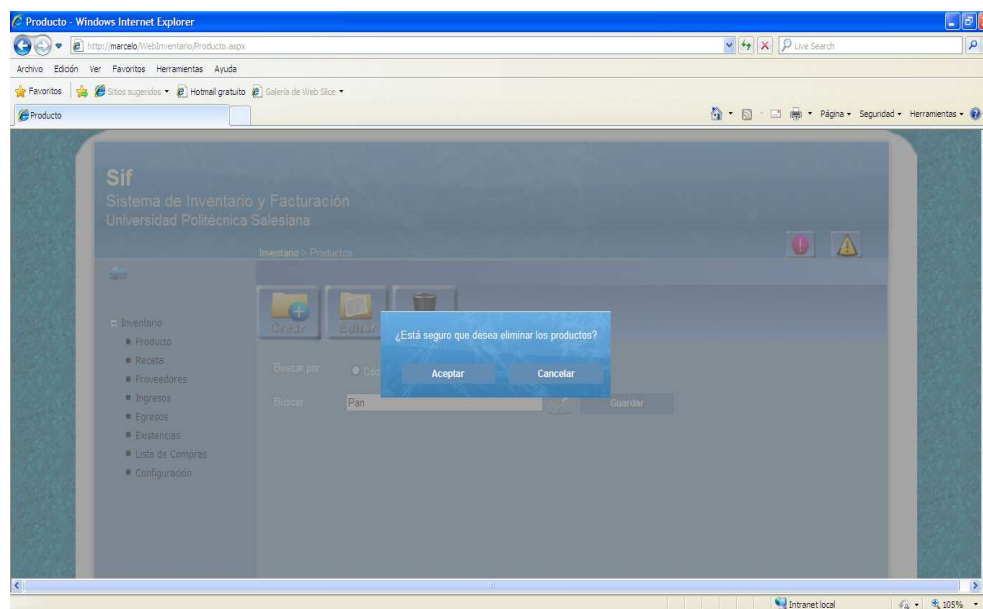 Producto - Windows Internet Explorer
http://marcelo/WebInventario/Producto.aspx
Live Search
Archivo Edición Ver Favoritos Herramientas Ayuda
Favoritos Sitios sugeridos Hotmail gratuito Galería de Web Slice
Producto
Página Seguridad Herramientas
Sif
Sistema de Inventario y Facturación
Universidad Politécnica Salesiana
Inventario > Productos
Crear Editar
Inventario
Producto
Receta
Proveedores
Ingresos
Egresos
Existencias
Lista de Compras
Configuración
¿Está seguro que desea eliminar los productos?
Aceptar Cancelar
Buscar por
Buscar Pan Guardar
Intranet local 105%